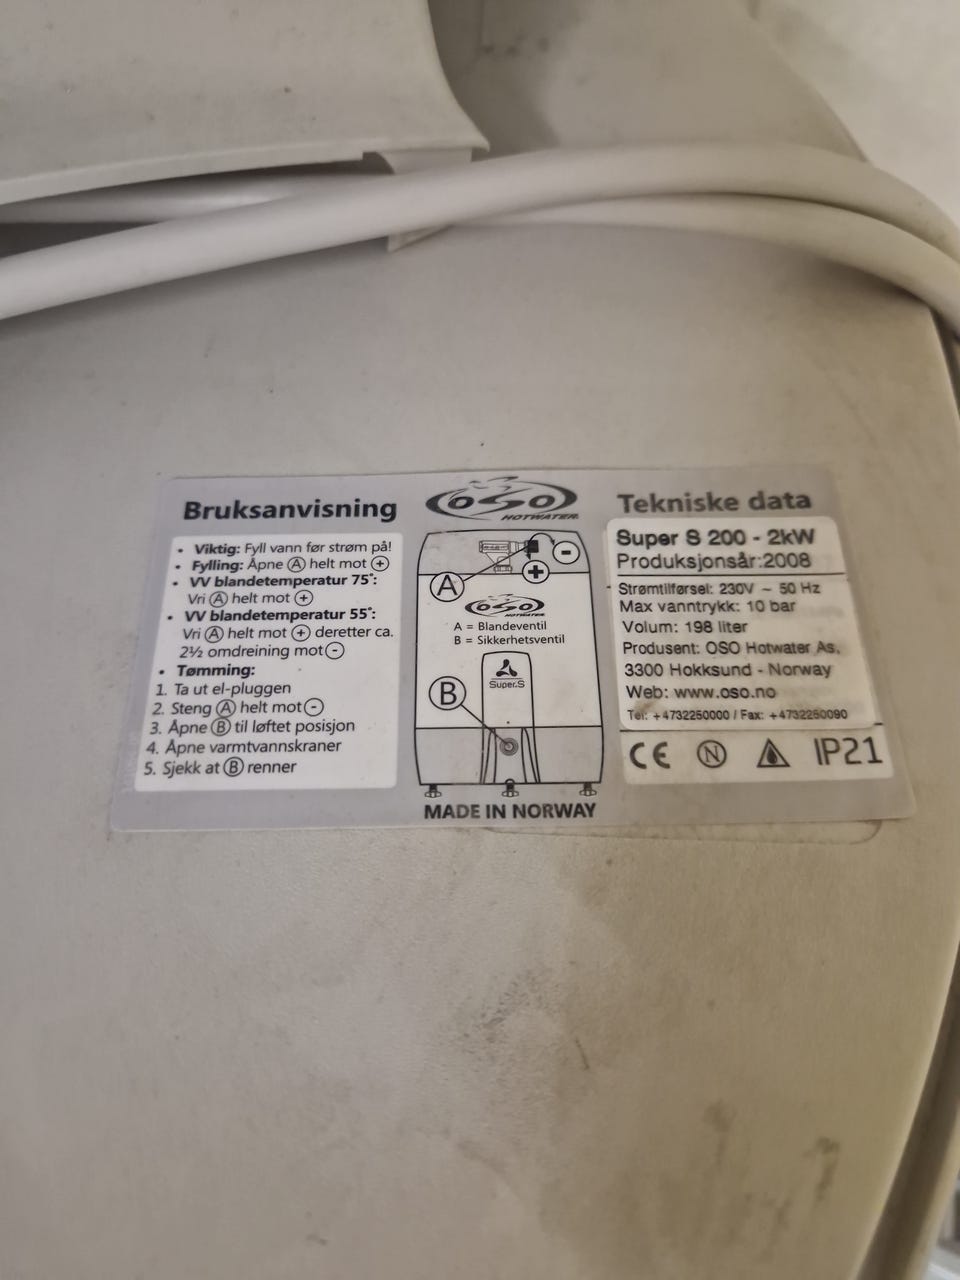 Bruksanvisning
• Viktig: Fyll vann før strøm på!
• Fylling: Åpne Ⓐ helt mot ⊕
• VV blandetemperatur 75°:
Vri Ⓐ helt mot ⊕
• VV blandetemperatur 55°:
Vri Ⓐ helt mot ⊕ deretter ca.
2½ omdreining mot ⊖
• Tømming:
1. Ta ut el-pluggen
2. Steng Ⓐ helt mot ⊖
3. Åpne Ⓑ til løftet posisjon
4. Åpne varmtvannskraner
5. Sjekk at Ⓑ renner
OSO
HOTWATER
-
+
A
OSO
HOTWATER
A = Blandeventil
B = Sikkerhetsventil
Super.S
B
MADE IN NORWAY
Tekniske data
Super S 200 - 2kW
Produksjonsår:2008
Strømtilførsel: 230V ~ 50 Hz
Max vanntrykk: 10 bar
Volum: 198 liter
Produsent: OSO Hotwater As,
3300 Hokksund - Norway
Web: www.oso.no
Tel: +4732250000 / Fax: +4732250090
CE N IP21